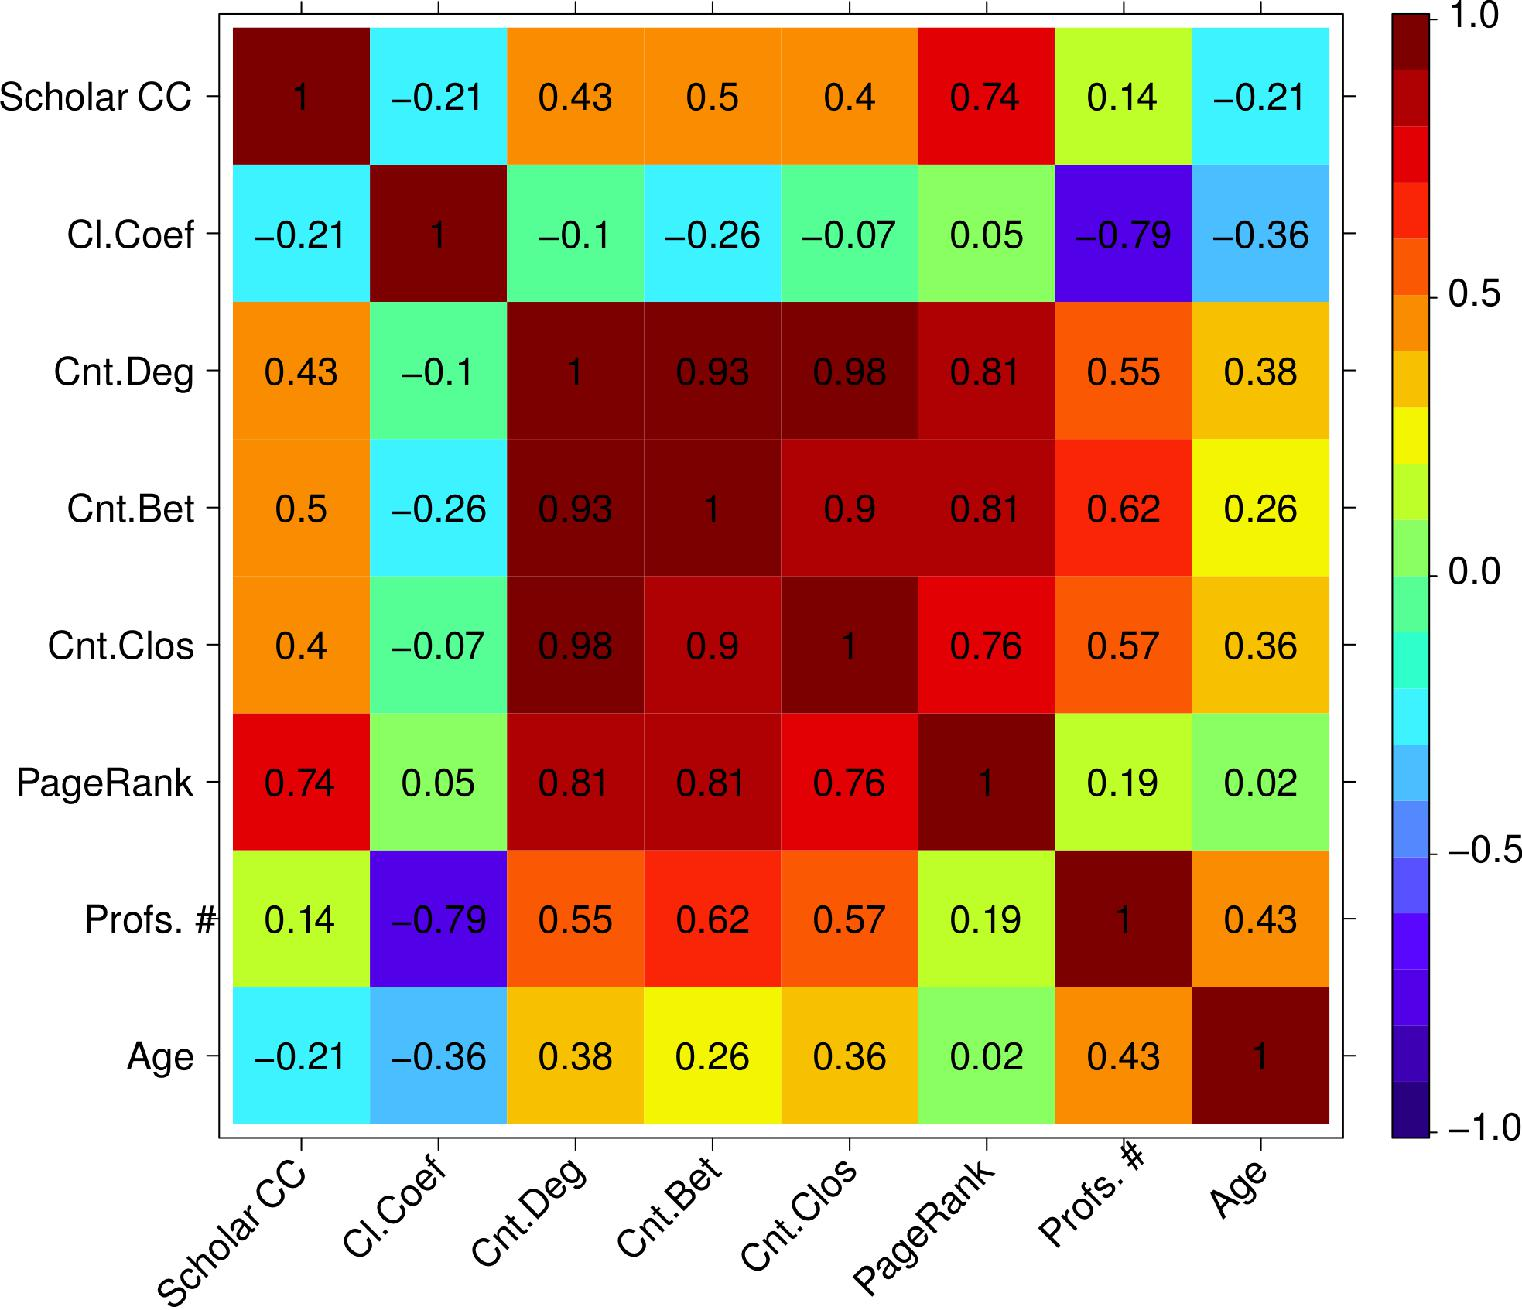 1.0
Scholar CC 1 −0.21 0.43 0.5 0.4 0.74 0.14 −0.21
Cl.Coef −0.21 1 −0.1 −0.26 −0.07 0.05 −0.79 −0.36
0.5
Cnt.Deg 0.43 −0.1 1 0.93 0.98 0.81 0.55 0.38
Cnt.Bet 0.5 −0.26 0.93 1 0.9 0.81 0.62 0.26
0.0
Cnt.Clos 0.4 −0.07 0.98 0.9 1 0.76 0.57 0.36
PageRank 0.74 0.05 0.81 0.81 0.76 1 0.19 0.02
−0.5
Profs. # 0.14 −0.79 0.55 0.62 0.57 0.19 1 0.43
Age −0.21 −0.36 0.38 0.26 0.36 0.02 0.43 1
−1.0
Scholar CC
Cl.Coef
Cnt.Deg
Cnt.Bet
Cnt.Clos
PageRank
Profs. #
Age